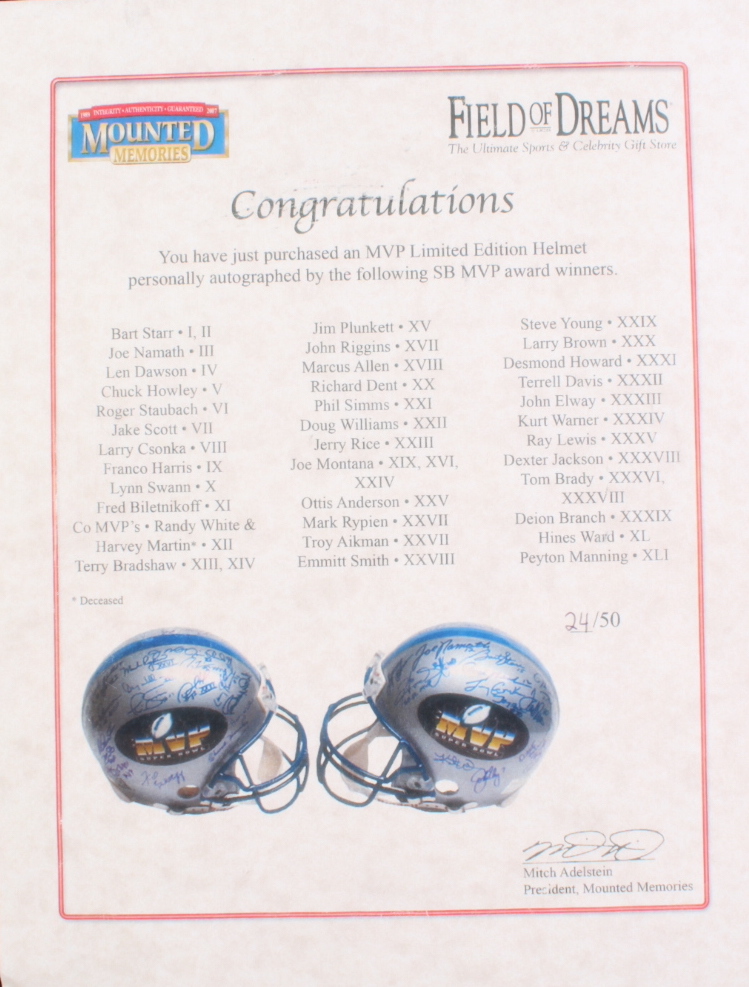 1989 INTEGRITY • AUTHENTICITY • GUARANTEED 2007
MOUNTED
MEMORIES
FIELD OF DREAMS
The Ultimate Sports & Celebrity Gift Store
Congratulations
You have just purchased an MVP Limited Edition Helmet
personally autographed by the following SB MVP award winners.
Bart Starr • I, II
Joe Namath • III
Len Dawson • IV
Chuck Howley • V
Roger Staubach • VI
Jake Scott • VII
Larry Csonka • VIII
Franco Harris • IX
Lynn Swann • X
Fred Biletnikoff • XI
Co MVP's • Randy White &
Harvey Martin* • XII
Terry Bradshaw • XIII, XIV
Jim Plunkett • XV
John Riggins • XVII
Marcus Allen • XVIII
Richard Dent • XX
Phil Simms • XXI
Doug Williams • XXII
Jerry Rice • XXIII
Joe Montana • XIX, XVI,
XXIV
Ottis Anderson • XXV
Mark Rypien • XXVII
Troy Aikman • XXVII
Emmitt Smith • XXVIII
Steve Young • XXIX
Larry Brown • XXX
Desmond Howard • XXXI
Terrell Davis • XXXII
John Elway • XXXIII
Kurt Warner • XXXIV
Ray Lewis • XXXV
Dexter Jackson • XXXVIII
Tom Brady • XXXVI,
XXXVIII
Deion Branch • XXXIX
Hines Ward • XL
Peyton Manning • XLI
* Deceased
24/50
MVP
SUPER BOWL
MVP
SUPER BOWL
Mitch Adelstein
President, Mounted Memories